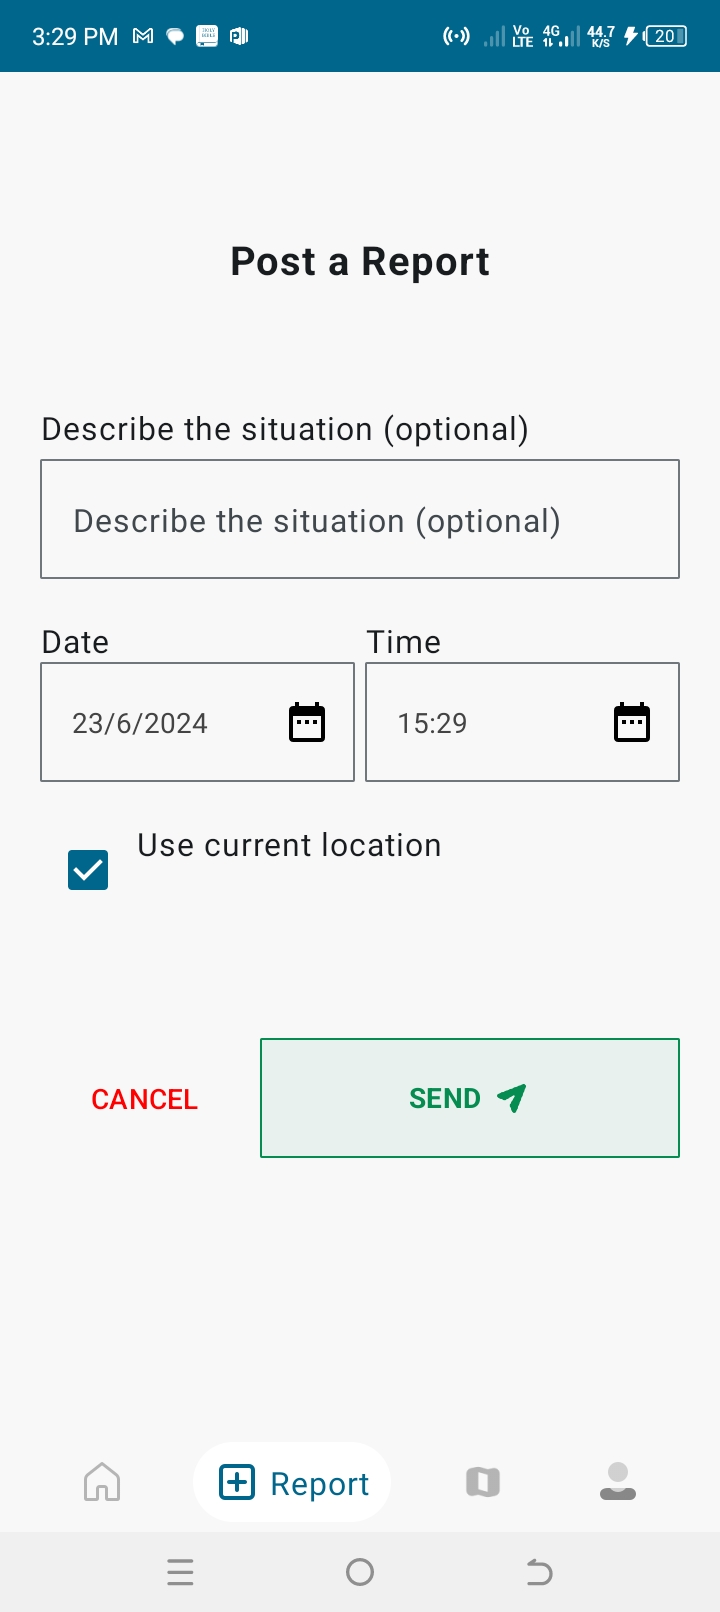 3:29 PM Vo LTE 4G 44.7 K/S 20
Post a Report
Describe the situation (optional)
Describe the situation (optional)
Date Time
23/6/2024 15:29
Use current location
CANCEL SEND
Report